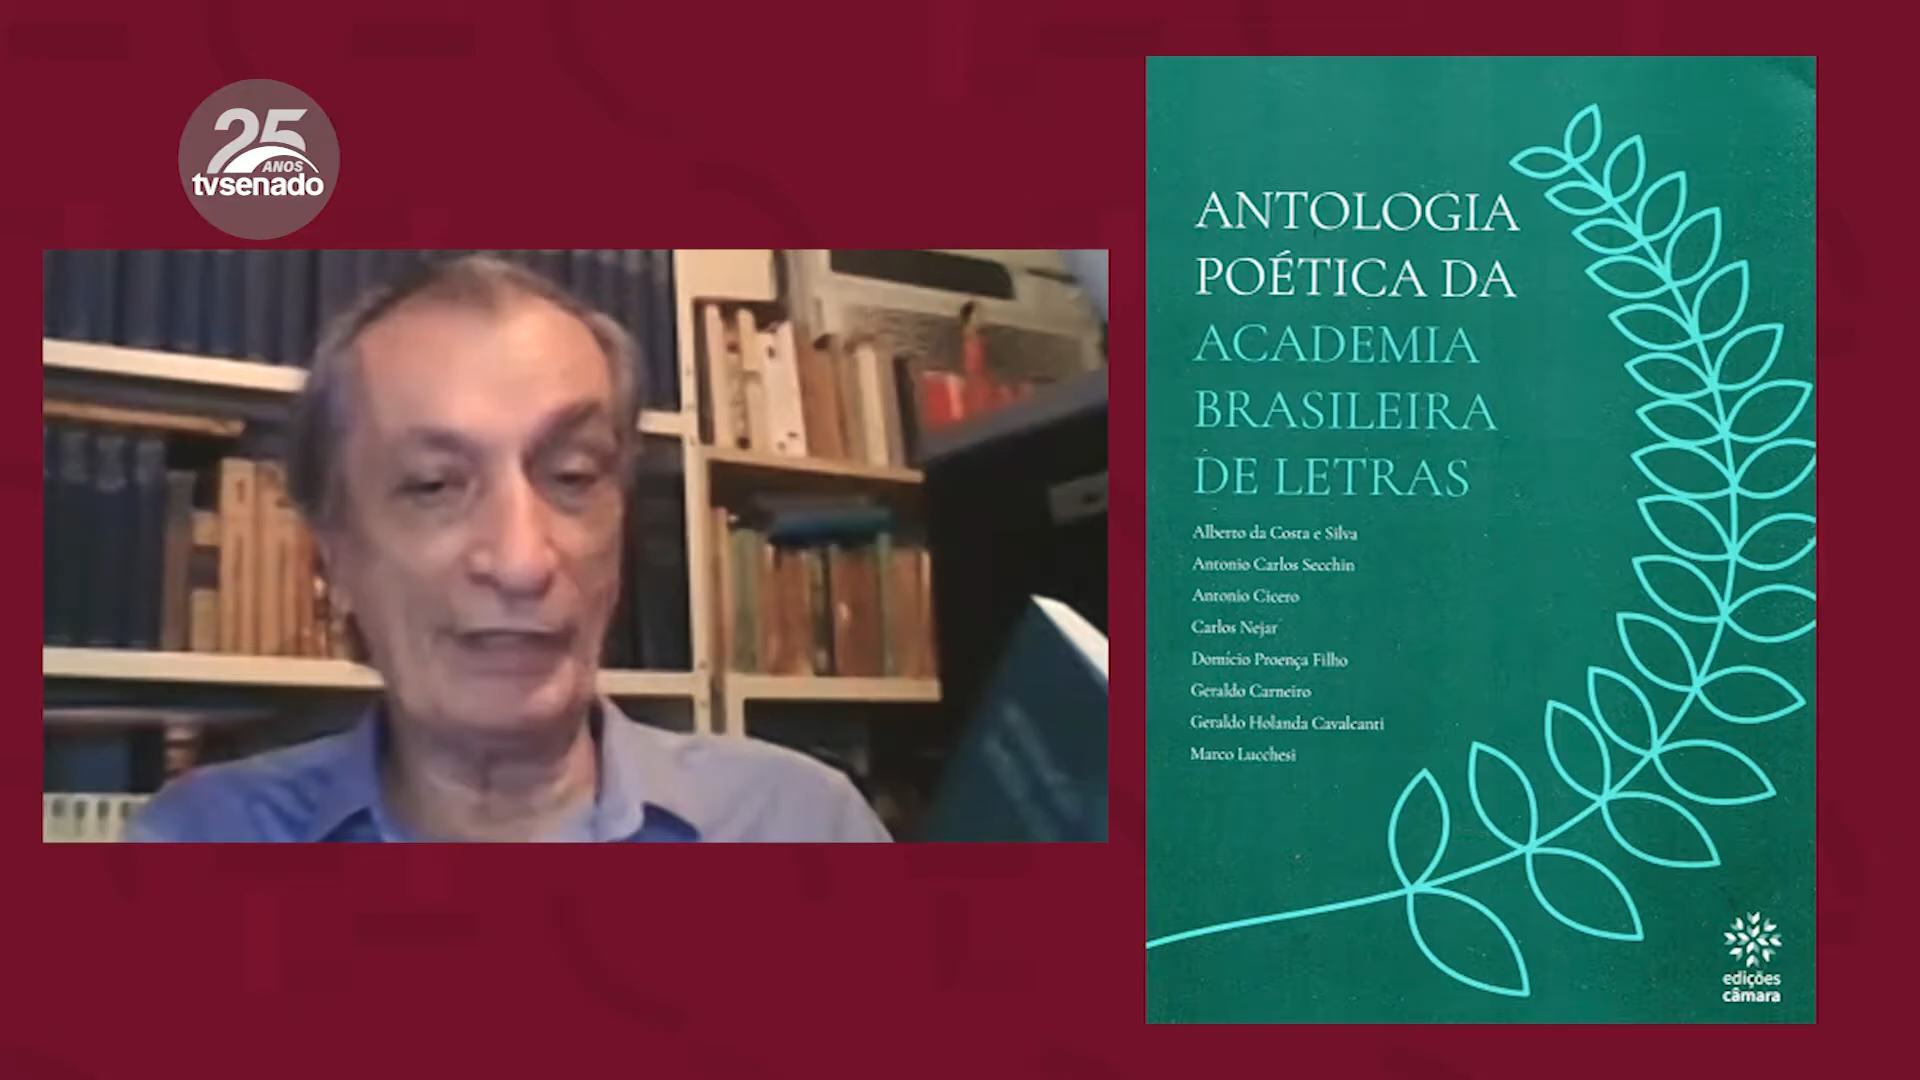 25
ANOS
tvsenado
ANTOLOGIA
POÉTICA DA
ACADEMIA
BRASILEIRA
DE LETRAS
Alberto da Costa e Silva
Antonio Carlos Secchin
Antonio Cicero
Carlos Nejar
Domício Proença Filho
Geraldo Carneiro
Geraldo Holanda Cavalcanti
Marco Lucchesi
edições
câmara